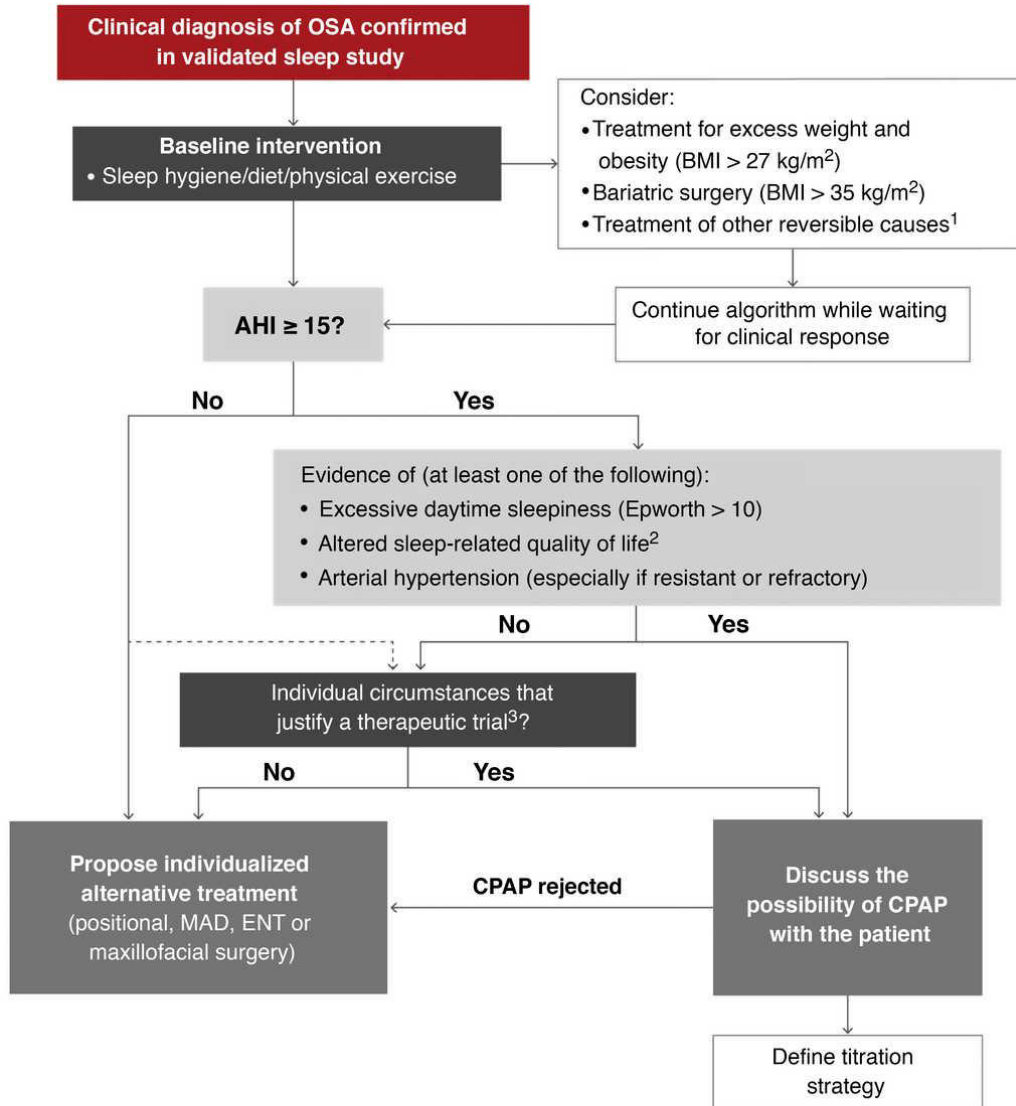 Clinical diagnosis of OSA confirmed
in validated sleep study
Baseline intervention
• Sleep hygiene/diet/physical exercise
Consider:
• Treatment for excess weight and
obesity (BMI > 27 kg/m²)
• Bariatric surgery (BMI > 35 kg/m²)
• Treatment of other reversible causes¹
Continue algorithm while waiting
for clinical response
AHI ≥ 15?
No
Yes
Evidence of (at least one of the following):
• Excessive daytime sleepiness (Epworth > 10)
• Altered sleep-related quality of life²
• Arterial hypertension (especially if resistant or refractory)
No
Yes
Individual circumstances that
justify a therapeutic trial³?
No
Yes
Propose individualized
alternative treatment
(positional, MAD, ENT or
maxillofacial surgery)
CPAP rejected
Discuss the
possibility of CPAP
with the patient
Define titration
strategy